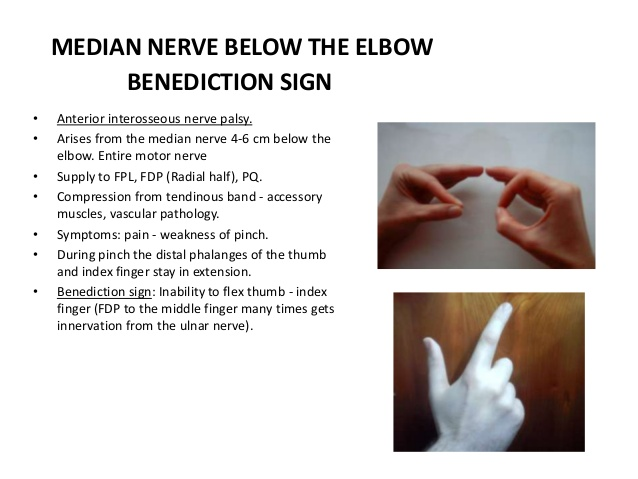 MEDIAN NERVE BELOW THE ELBOW
BENEDICTION SIGN
• Anterior interosseous nerve palsy.
• Arises from the median nerve 4-6 cm below the
elbow. Entire motor nerve
• Supply to FPL, FDP (Radial half), PQ.
• Compression from tendinous band - accessory
muscles, vascular pathology.
• Symptoms: pain - weakness of pinch.
• During pinch the distal phalanges of the thumb
and index finger stay in extension.
• Benediction sign: Inability to flex thumb - index
finger (FDP to the middle finger many times gets
innervation from the ulnar nerve).